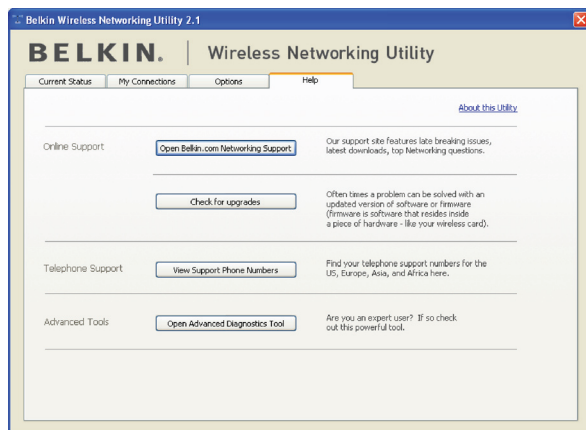 Belkin Wireless Networking Utility 2.1
BELKIN. Wireless Networking Utility
Current Status My Connections Options Help
About this Utility
Online Support
Open Belkin.com Networking Support
Our support site features late breaking issues,
latest downloads, top Networking questions.
Check for upgrades
Often times a problem can be solved with an
updated version of software or firmware
(firmware is software that resides inside
a piece of hardware - like your wireless card).
Telephone Support
View Support Phone Numbers
Find your telephone support numbers for the
US, Europe, Asia, and Africa here.
Advanced Tools
Open Advanced Diagnostics Tool
Are you an expert user? If so check
out this powerful tool.